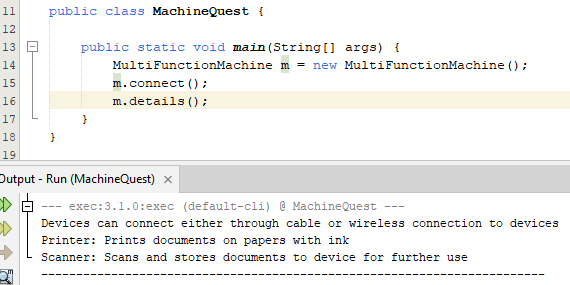 11 public class MachineQuest {
12
13 public static void main(String[] args) {
14 MultiFunctionMachine m = new MultiFunctionMachine();
15 m.connect();
16 m.details();
17 }
18 }
19
Output - Run (MachineQuest) ×
--- exec:3.1.0:exec (default-cli) @ MachineQuest ---
Devices can connect either through cable or wireless connection to devices
Printer: Prints documents on papers with ink
Scanner: Scans and stores documents to device for further use
------------------------------------------------------------------------